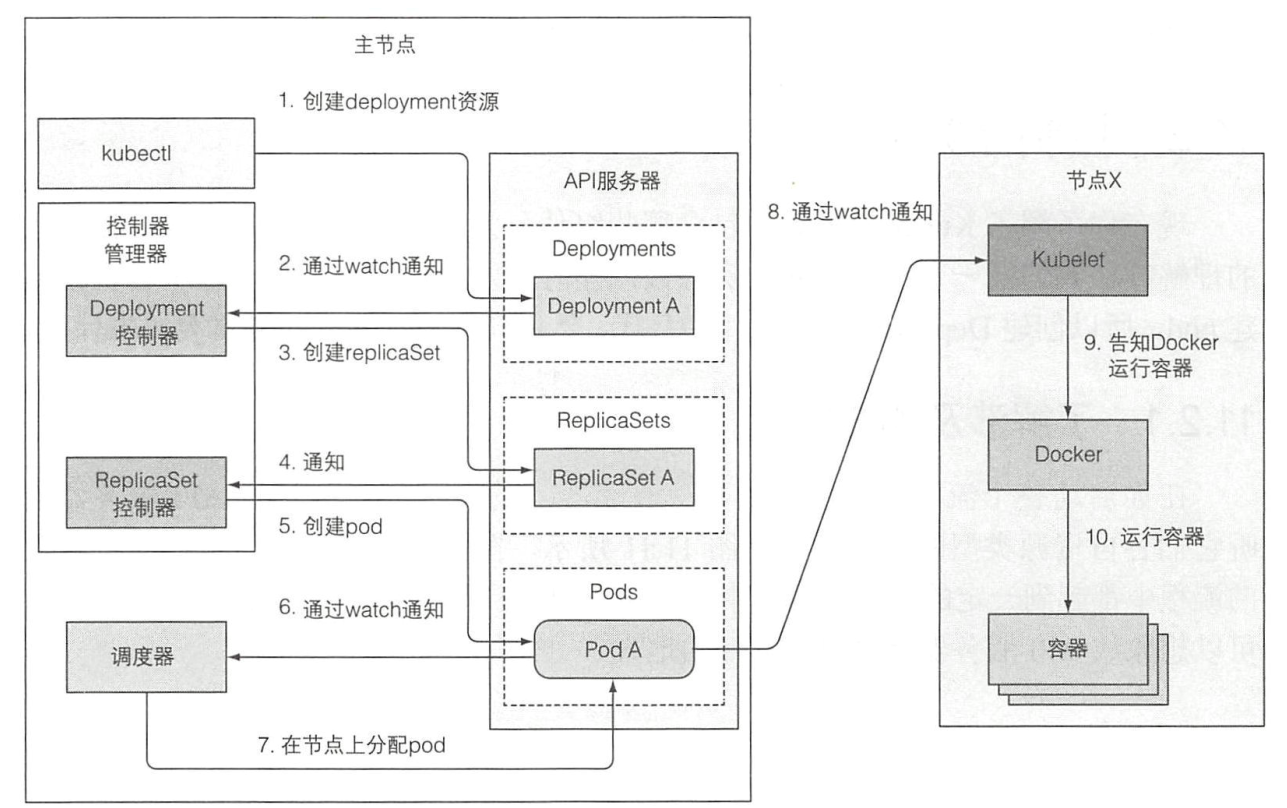 主节点
1. 创建deployment资源
kubectl
控制器
管理器
API服务器
Deployments
2. 通过watch通知
Deployment
控制器
Deployment A
3. 创建replicaSet
ReplicaSets
4. 通知
ReplicaSet
控制器
ReplicaSet A
5. 创建pod
Pods
6. 通过watch通知
调度器
Pod A
7. 在节点上分配pod
8. 通过watch通知
节点X
Kubelet
9. 告知Docker
运行容器
Docker
10. 运行容器
容器